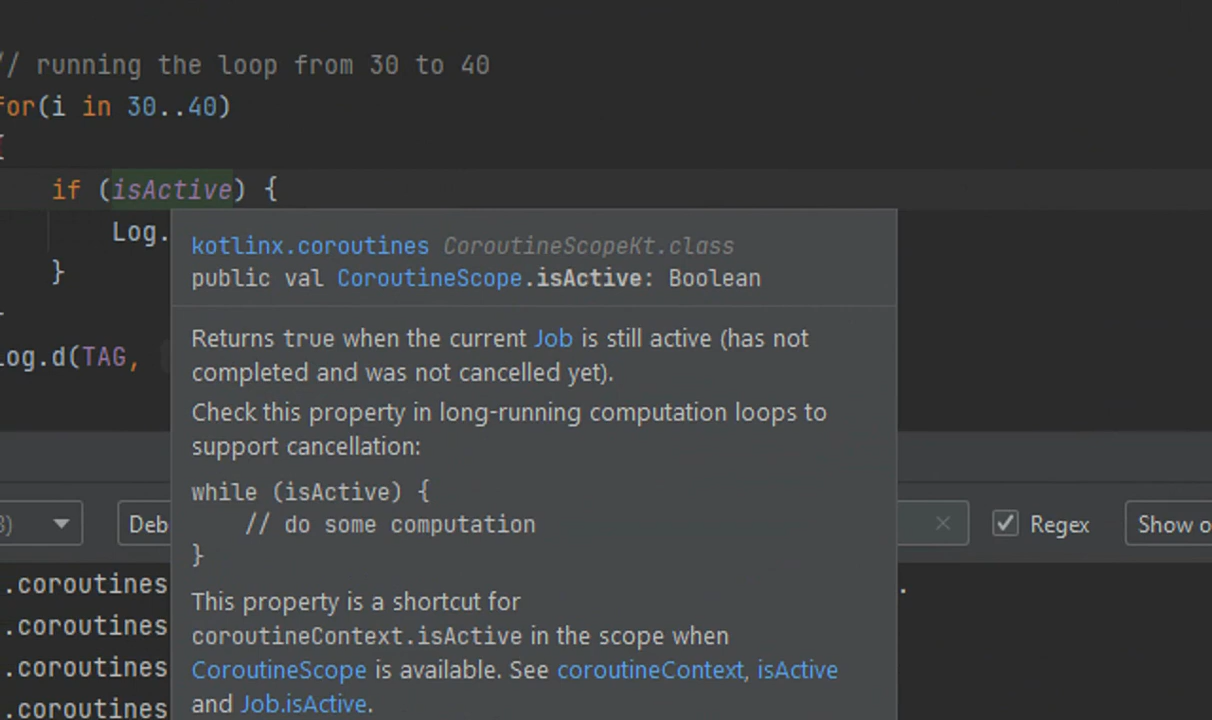 // running the loop from 30 to 40
for(i in 30..40)
{
if (isActive) {
Log.
}
Log.d(TAG,
kotlinx.coroutines CoroutineScopeKt.class
public val CoroutineScope.isActive: Boolean
Returns true when the current Job is still active (has not
completed and was not cancelled yet).
Check this property in long-running computation loops to
support cancellation:
while (isActive) {
// do some computation
}
This property is a shortcut for
coroutineContext.isActive in the scope when
CoroutineScope is available. See coroutineContext, isActive
and Job.isActive.
3) Deb Regex Show o
.coroutines .
.coroutines
.coroutines
.coroutines